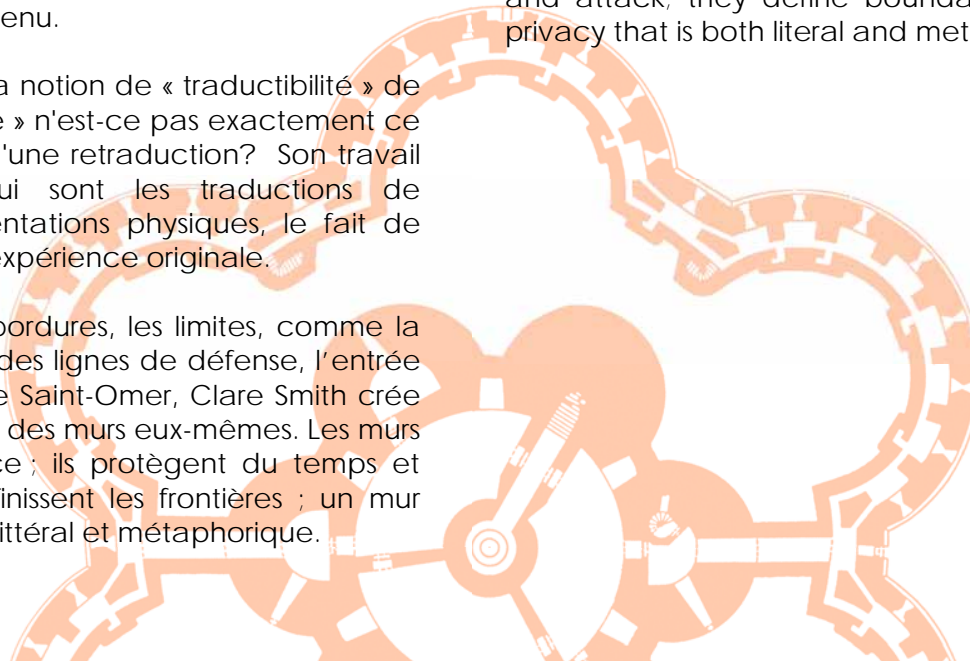 enu.
a notion de « traductibilité » de
e » n'est-ce pas exactement ce
'une retraduction? Son travail
ui sont les traductions de
entations physiques, le fait de
expérience originale.
bordures, les limites, comme la
des lignes de défense, l'entrée
e Saint-Omer, Clare Smith crée
des murs eux-mêmes. Les murs
ce ; ils protègent du temps et
finissent les frontières ; un mur
littéral et métaphorique.
and attack; they define bounda
privacy that is both literal and met